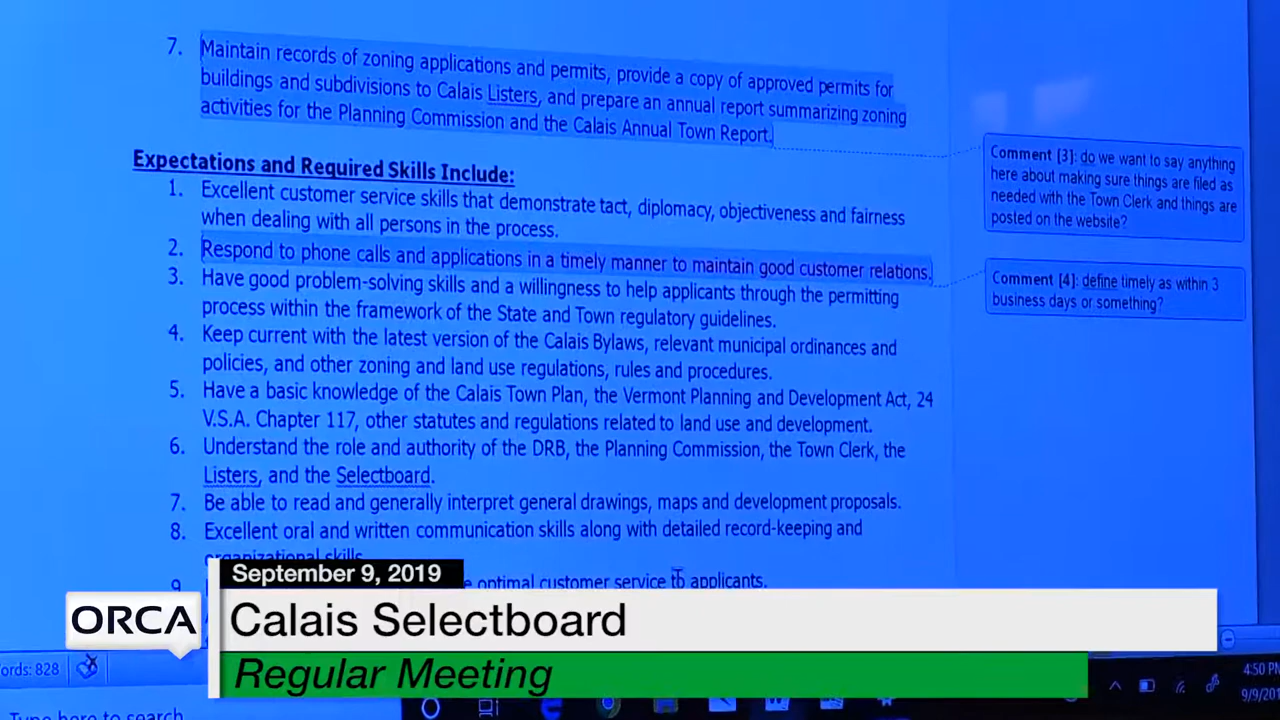 7. Maintain records of zoning applications and permits, provide a copy of approved permits for
buildings and subdivisions to Calais Listers, and prepare an annual report summarizing zoning
activities for the Planning Commission and the Calais Annual Town Report.
Expectations and Required Skills Include:
1. Excellent customer service skills that demonstrate tact, diplomacy, objectiveness and fairness
when dealing with all persons in the process.
2. Respond to phone calls and applications in a timely manner to maintain good customer relations.
3. Have good problem-solving skills and a willingness to help applicants through the permitting
process within the framework of the State and Town regulatory guidelines.
4. Keep current with the latest version of the Calais Bylaws, relevant municipal ordinances and
policies, and other zoning and land use regulations, rules and procedures.
5. Have a basic knowledge of the Calais Town Plan, the Vermont Planning and Development Act, 24
V.S.A. Chapter 117, other statutes and regulations related to land use and development.
6. Understand the role and authority of the DRB, the Planning Commission, the Town Clerk, the
Listers, and the Selectboard.
7. Be able to read and generally interpret general drawings, maps and development proposals.
8. Excellent oral and written communication skills along with detailed record-keeping and
organizational skills.
9. optimal customer service to applicants.
Comment [3]: do we want to say anything
here about making sure things are filed as
needed with the Town Clerk and things are
posted on the website?
Comment [4]: define timely as within 3
business days or something?
September 9, 2019
ORCA
Calais Selectboard
Regular Meeting
ords: 828
4:50 PM
9/9/201
Type here to search